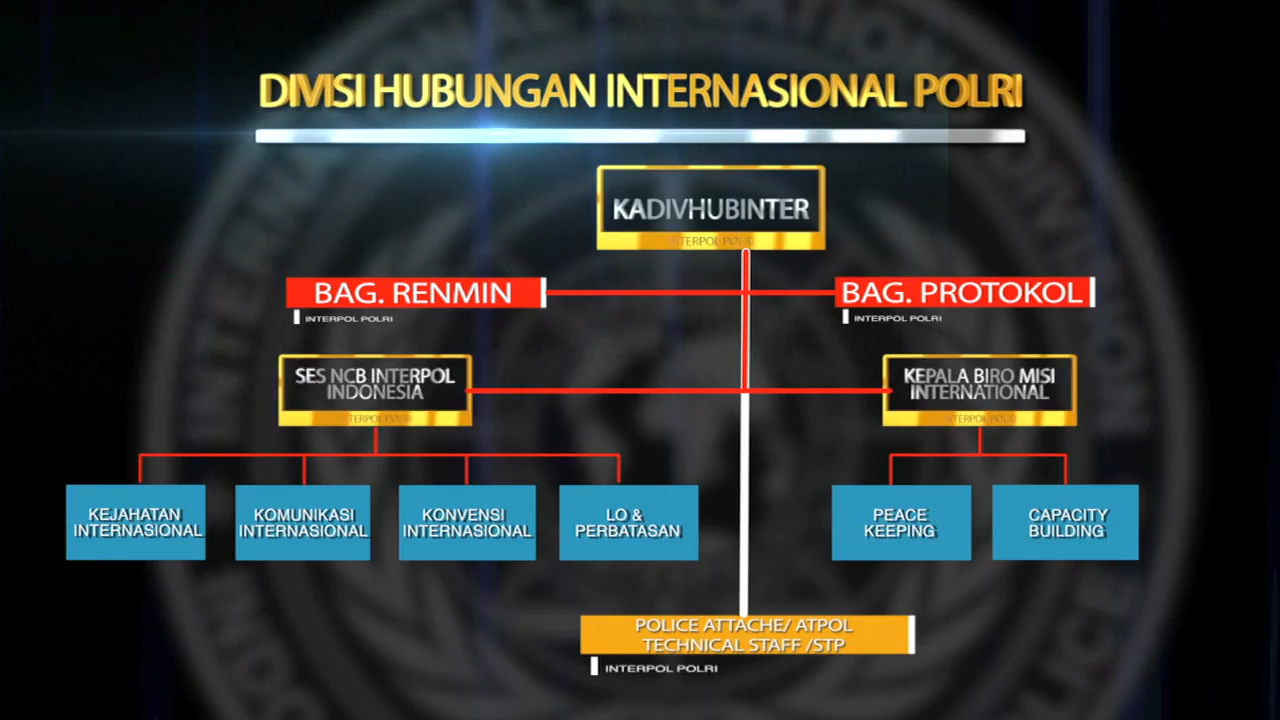 DIVISI HUBUNGAN INTERNASIONAL POLRI
KADIVHUBINTER
INTERPOL POLRI
BAG. RENMIN
INTERPOL POLRI
BAG. PROTOKOL
INTERPOL POLRI
SES NCB INTERPOL
INDONESIA
INTERPOL POLRI
KEPALA BIRO MISI
INTERNATIONAL
INTERPOL POLRI
KEJAHATAN
INTERNASIONAL
KOMUNIKASI
INTERNASIONAL
KONVENSI
INTERNASIONAL
LO &
PERBATASAN
PEACE
KEEPING
CAPACITY
BUILDING
POLICE ATTACHE/ ATPOL
TECHNICAL STAFF /STP
INTERPOL POLRI